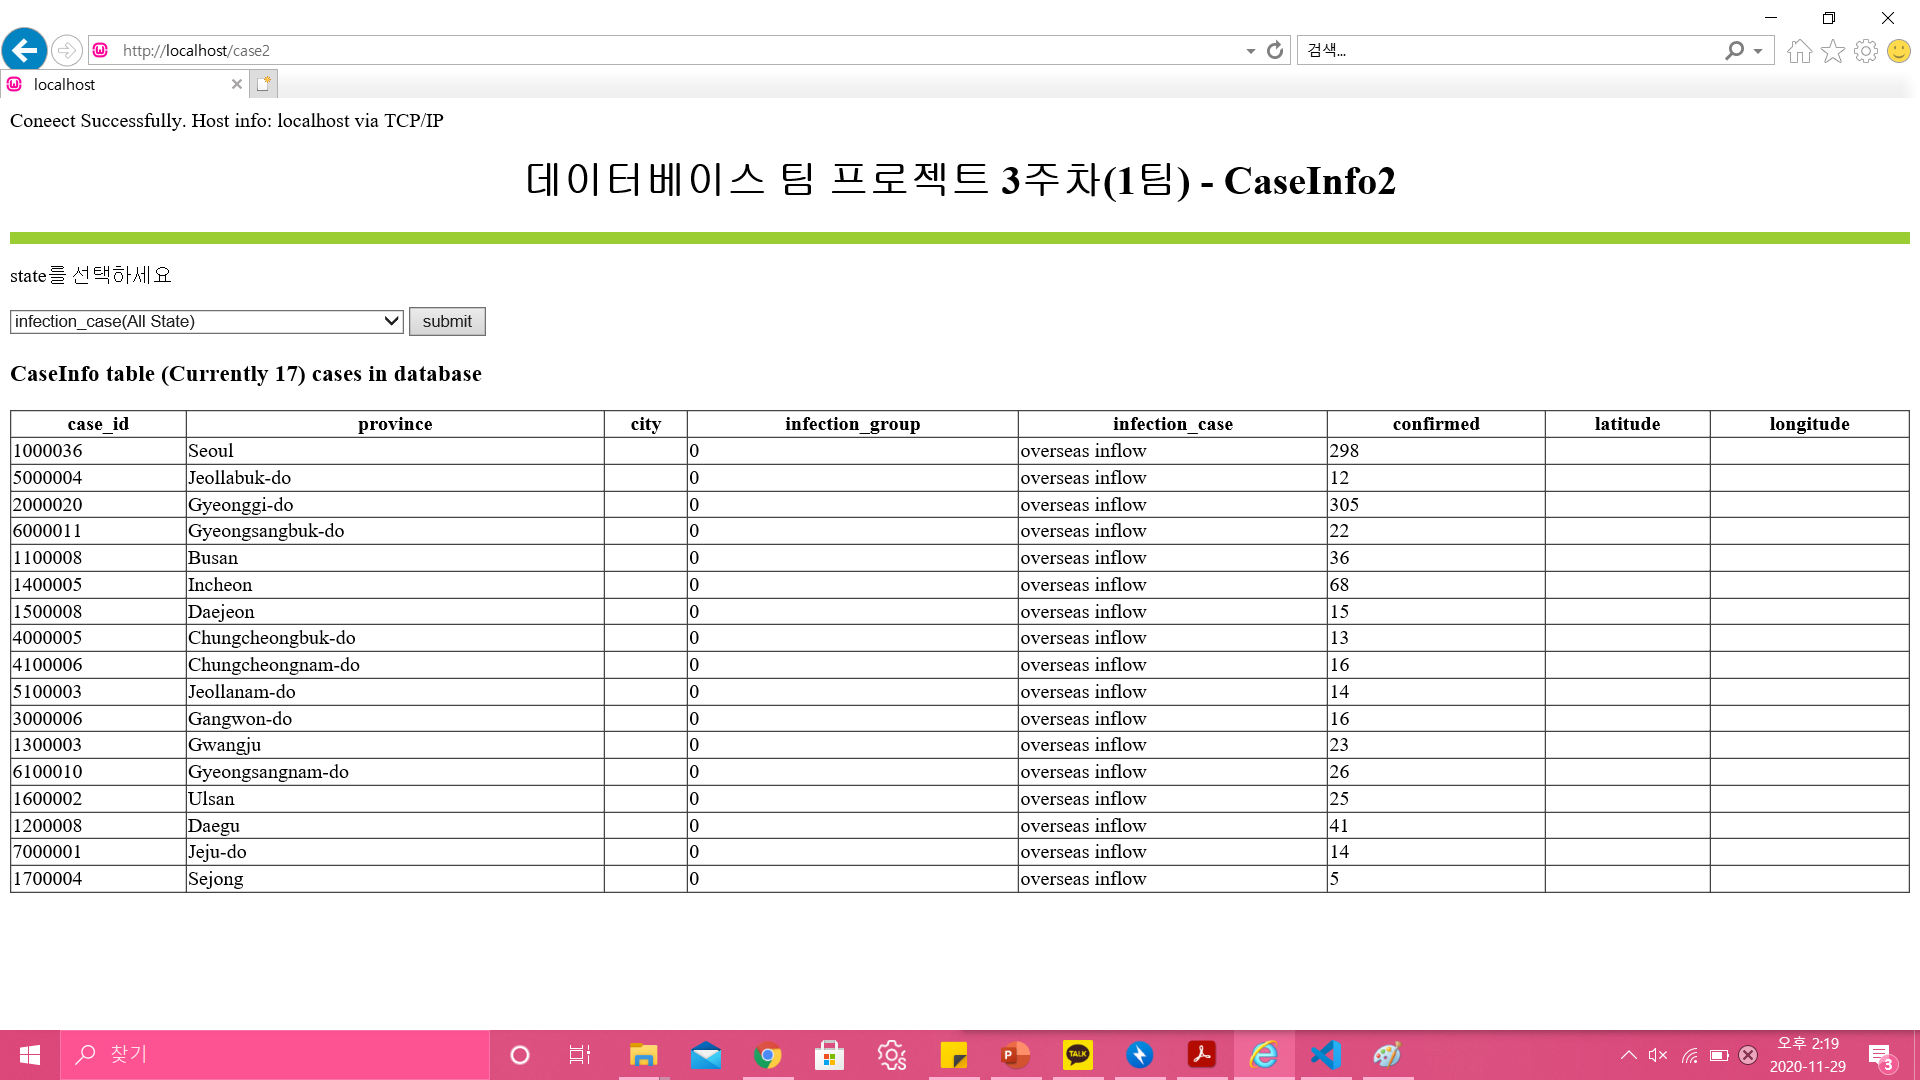 http://localhost/case2
검색...
localhost
Coneect Successfully. Host info: localhost via TCP/IP
데이터베이스 팀 프로젝트 3주차(1팀) - CaseInfo2
state를 선택하세요
infection_case(All State) submit
CaseInfo table (Currently 17) cases in database
case_id province city infection_group infection_case confirmed latitude longitude
1000036 Seoul 0 overseas inflow 298
5000004 Jeollabuk-do 0 overseas inflow 12
2000020 Gyeonggi-do 0 overseas inflow 305
6000011 Gyeongsangbuk-do 0 overseas inflow 22
1100008 Busan 0 overseas inflow 36
1400005 Incheon 0 overseas inflow 68
1500008 Daejeon 0 overseas inflow 15
4000005 Chungcheongbuk-do 0 overseas inflow 13
4100006 Chungcheongnam-do 0 overseas inflow 16
5100003 Jeollanam-do 0 overseas inflow 14
3000006 Gangwon-do 0 overseas inflow 16
1300003 Gwangju 0 overseas inflow 23
6100010 Gyeongsangnam-do 0 overseas inflow 26
1600002 Ulsan 0 overseas inflow 25
1200008 Daegu 0 overseas inflow 41
7000001 Jeju-do 0 overseas inflow 14
1700004 Sejong 0 overseas inflow 5
찾기
P
TALK
오후 2:19
2020-11-29
3